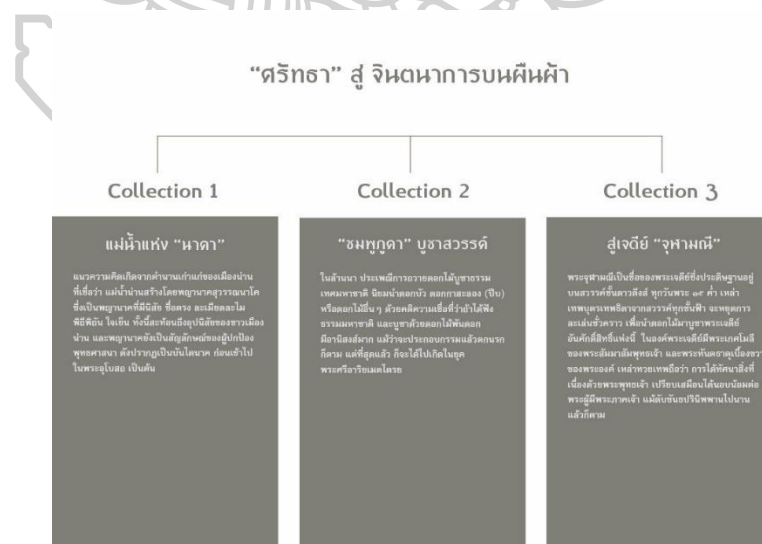 “ศรัทธา” สู่ จินตนาการบนผืนผ้า
Collection 1
แม่น้ำแห่ง “นาคา”
แนวความคิดเกิดจากตำนานเก่าแก่ของเมืองน่าน
ที่เชื่อว่า แม่น้ำน่านสร้างโดยพญานาคสุวรรณนาโค
ซึ่งเป็นพญานาคที่มีนิสัย ซื่อตรง ละเมียดละไม
พิถีพิถัน ใจเย็น ทั้งนี้สะท้อนถึงอุปนิสัยของชาวเมือง
น่าน และพญานาคยังเป็นสัญลักษณ์ของผู้ปกป้อง
พุทธศาสนา ดังปรากฏเป็นบันไดนาค ก่อนเข้าไป
ในพระอุโบสถ เป็นต้น
Collection 2
“ชมพูภูคา” บูชาสวรรค์
ในล้านนา ประเพณีการถวายดอกไม้บูชาธรรม
เทศมหาชาติ นิยมนำดอกบัว ดอกกาสะลอง (ปีบ)
หรือดอกไม้อื่น ๆ ด้วยคติความเชื่อที่ว่าถ้าได้ฟัง
ธรรมมหาชาติ และบูชาด้วยดอกไม้พันดอก
มีอานิสงส์มาก แม้ว่าจะประกอบกรรมแล้วตกนรก
ก็ตาม แต่ที่สุดแล้ว ก็จะได้ไปเกิดในยุค
พระศรีอาริยเมตไตรย
Collection 3
สู่เจดีย์ “จุฬามณี”
พระจุฬามณีเป็นชื่อของพระเจดีย์ซึ่งประดิษฐานอยู่
บนสวรรค์ชั้นดาวดึงส์ ทุกวันพระ ๑๕ ค่ำ เหล่า
เทพบุตรเทพธิดาจากสวรรค์ทุกชั้นฟ้า จะหยุดการ
ละเล่นชั่วคราว เพื่อนำดอกไม้มาบูชาพระเจดีย์
อันศักดิ์สิทธิ์แห่งนี้ ในองค์พระเจดีย์มีพระเกศโมลี
ของพระสัมมาสัมพุทธเจ้า และพระทันตธาตุเบื้องขวา
ของพระองค์ เหล่าทวยเทพถือว่า การได้ทัศนาสิ่งที่
เนื่องด้วยพระพุทธเจ้า เปรียบเสมือนได้นอบน้อมต่อ
พระผู้มีพระภาคเจ้า แม้ดับขันธปรินิพพานไปนาน
แล้วก็ตาม